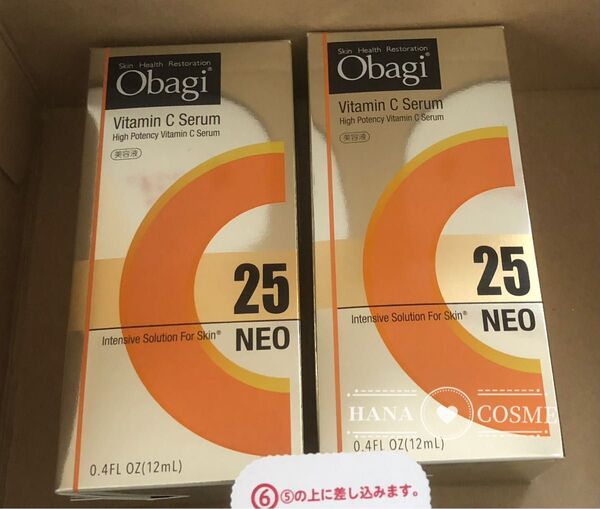 Skin Health Restoration
Obagi®
Vitamin C Serum
High Potency Vitamin C Serum
美容液
25
Intensive Solution For Skin®
NEO
0.4FL OZ(12mL)
Skin Health Restoration
Obagi®
Vitamin C Serum
High Potency Vitamin C Serum
美容液
25
Intensive Solution For Skin®
NEO
HANA COSME
0.4FL OZ(12mL)
⑥⑤の上に差し込みます。